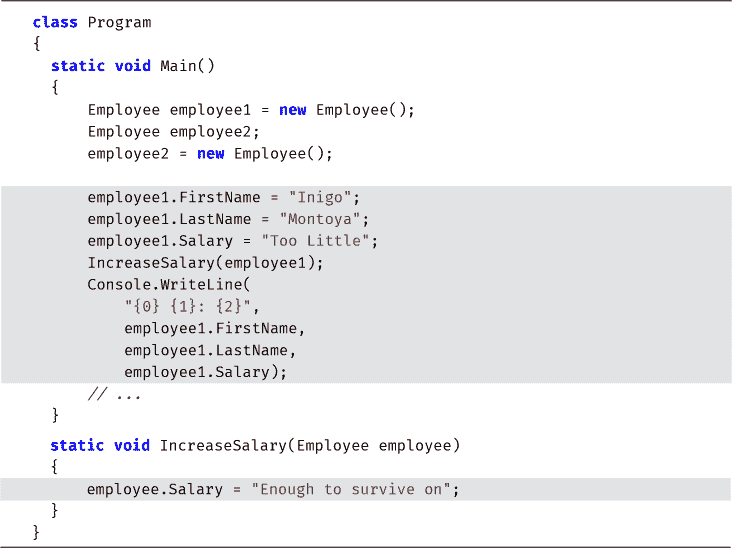 class Program
{
static void Main()
{
Employee employee1 = new Employee();
Employee employee2;
employee2 = new Employee();
employee1.FirstName = "Inigo";
employee1.LastName = "Montoya";
employee1.Salary = "Too Little";
IncreaseSalary(employee1);
Console.WriteLine(
"{0} {1}: {2}",
employee1.FirstName,
employee1.LastName,
employee1.Salary);
// ...
}
static void IncreaseSalary(Employee employee)
{
employee.Salary = "Enough to survive on";
}
}